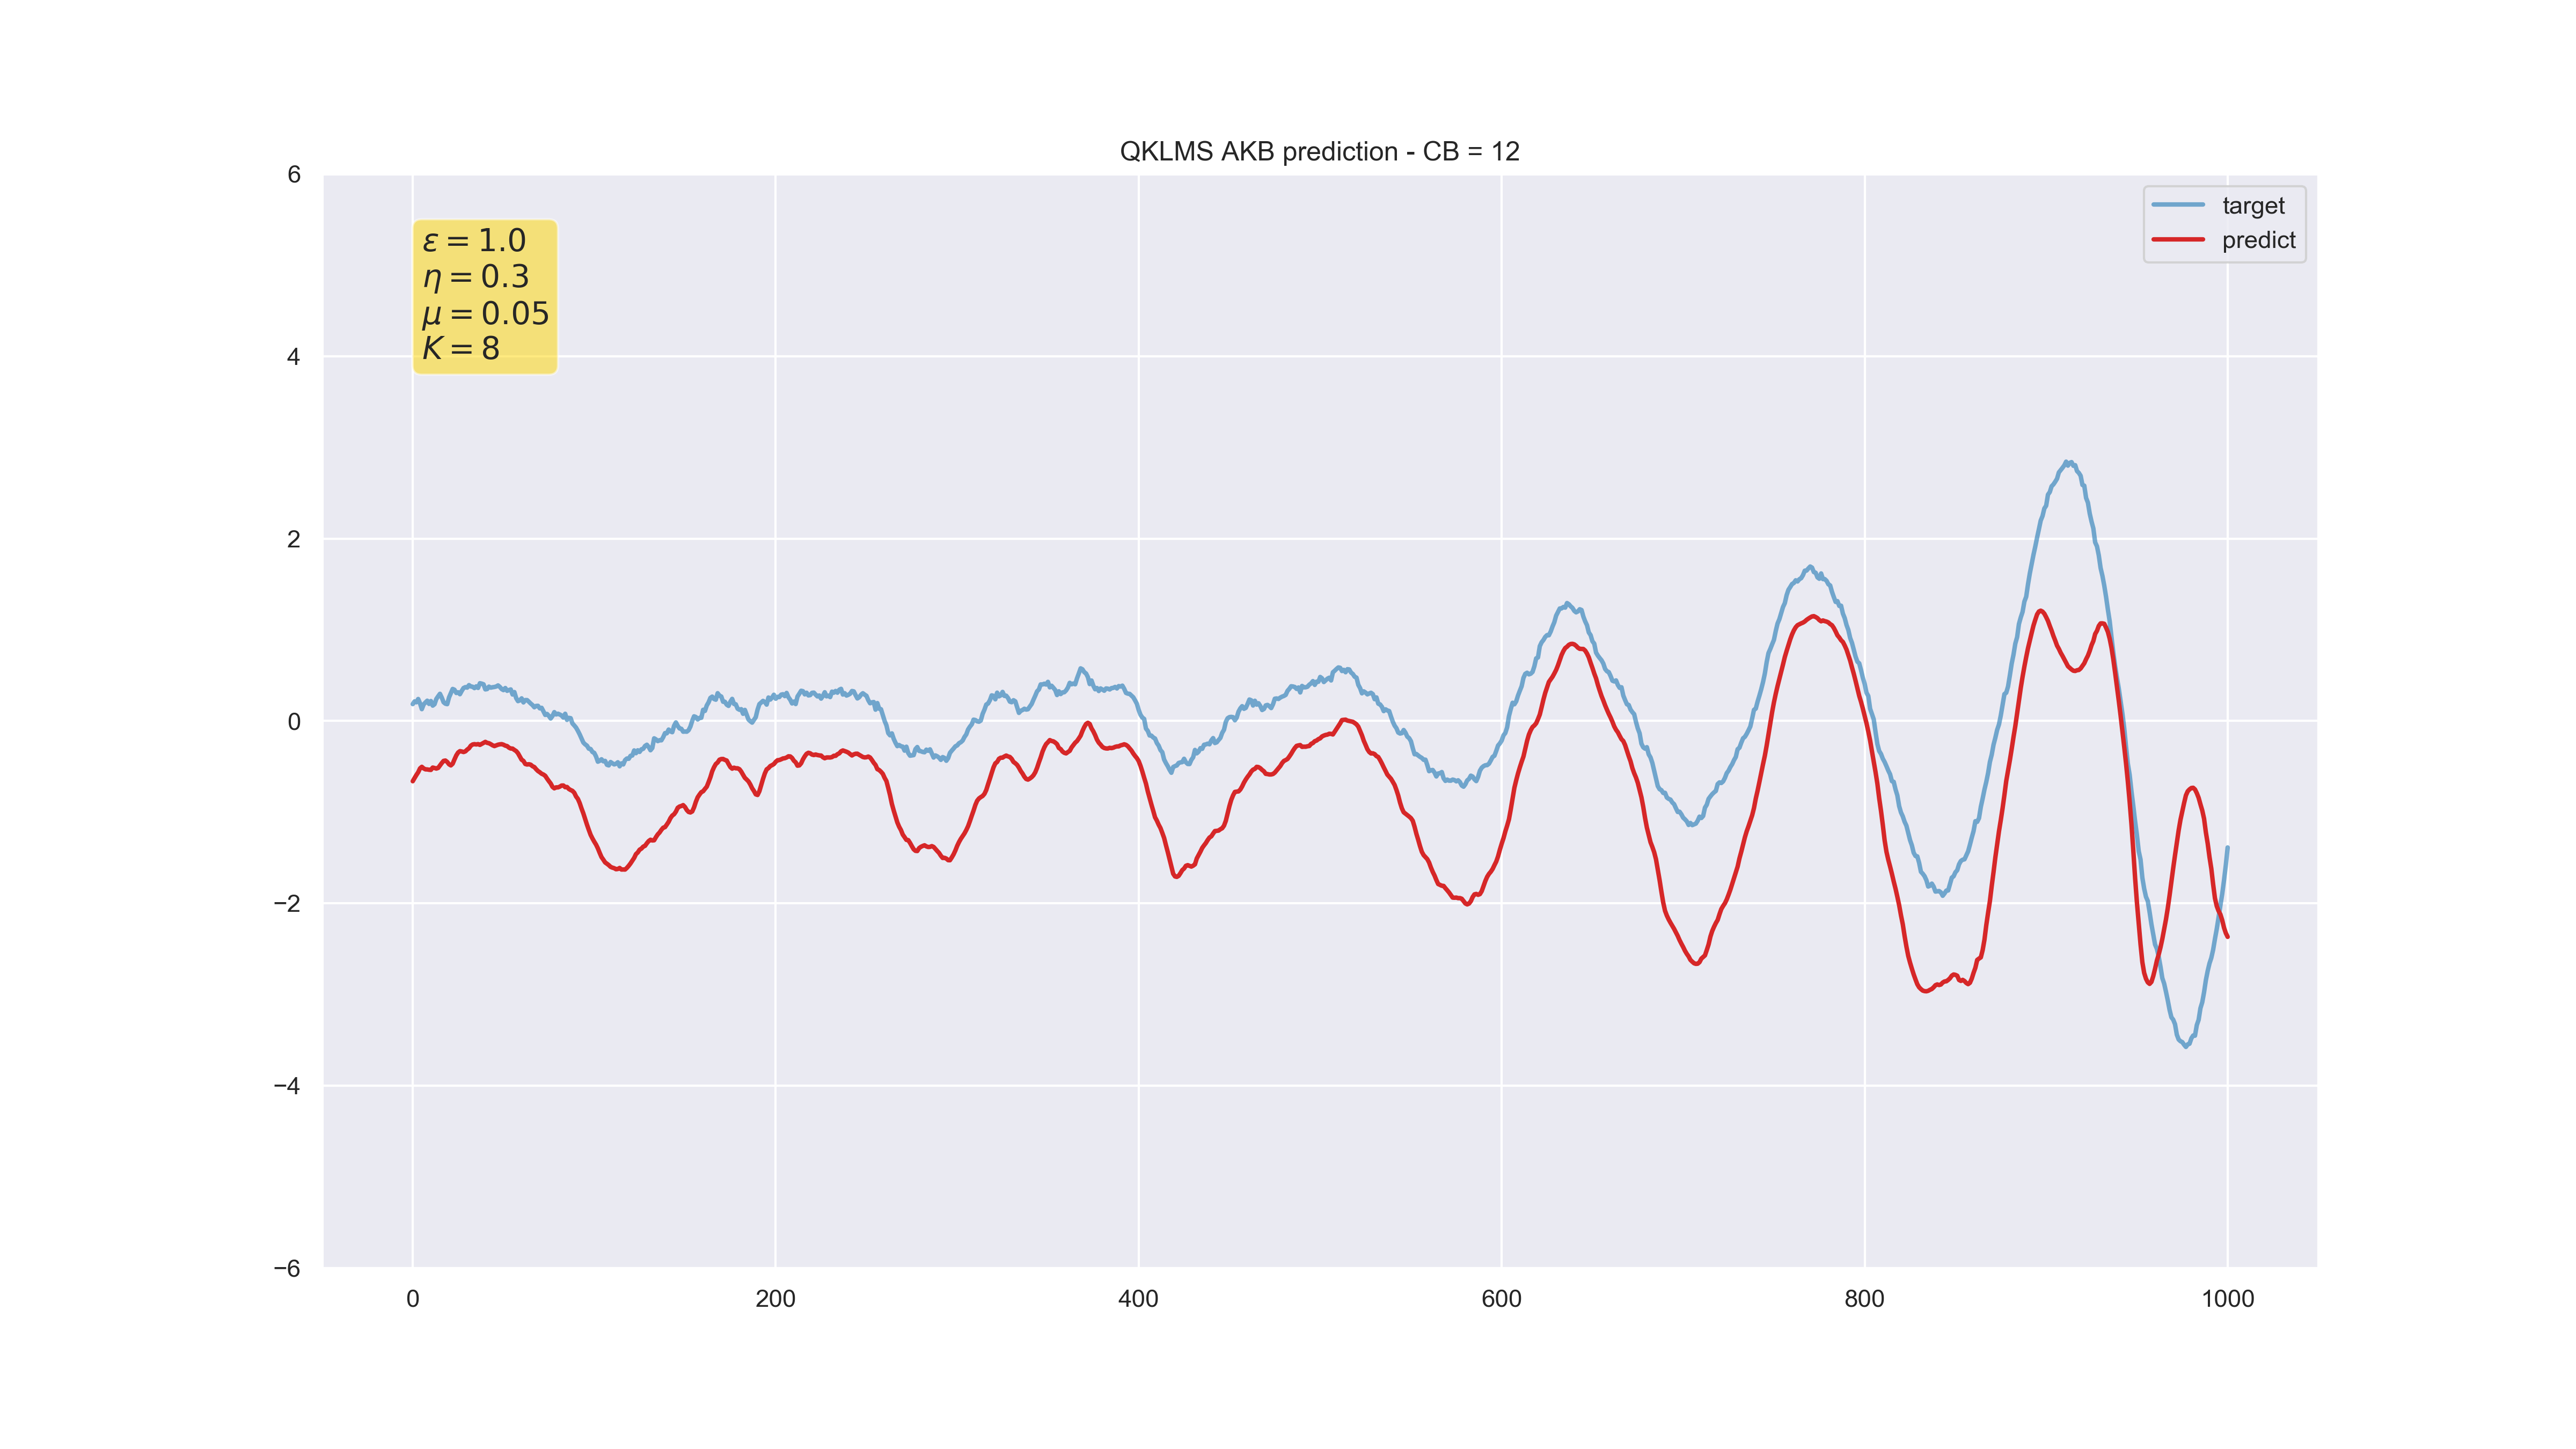 QKLMS AKB prediction - CB = 12
6
4
2
0
−2
−4
−6
ε = 1.0
η = 0.3
μ = 0.05
K = 8
target
predict
0 200 400 600 800 1000